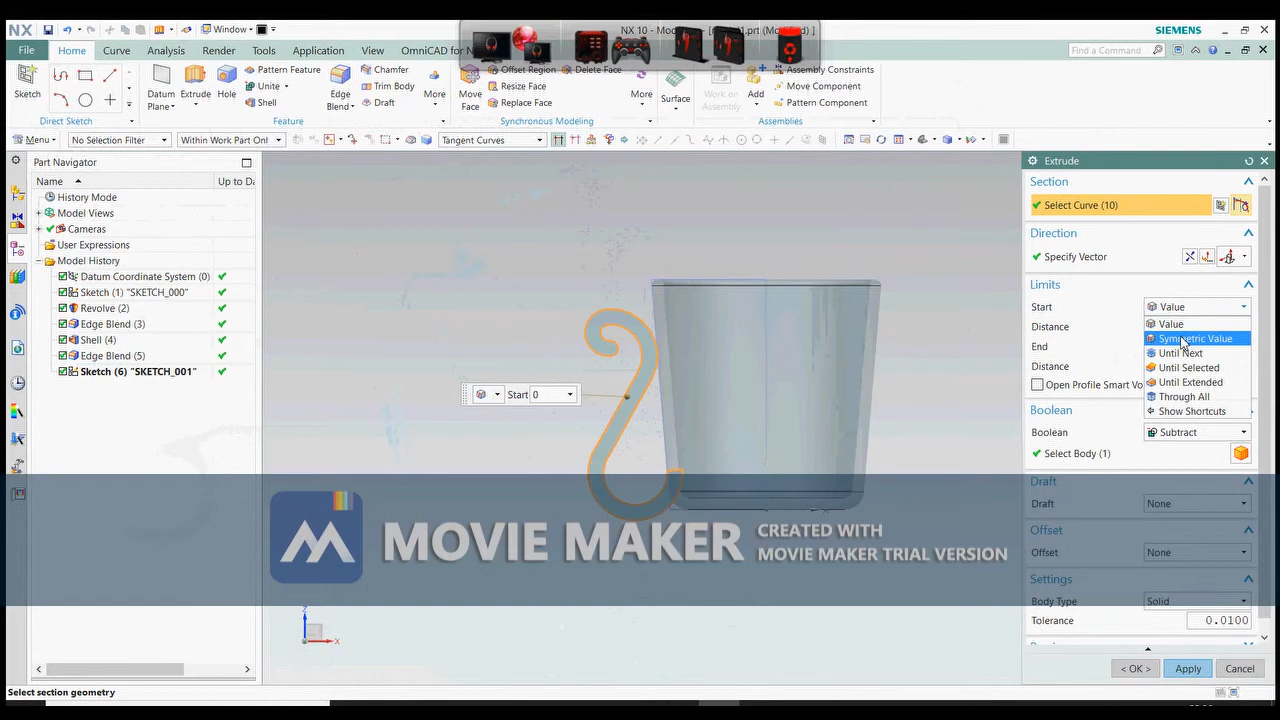 NX
Window
NX 10 - Mo
.prt (Mo
]
SIEMENS
File
Home
Curve
Analysis
Render
Tools
Application
View
OmniCAD for N
Find a Command
Sketch
Direct Sketch
Datum
Plane
Extrude
Hole
Pattern Feature
Unite
Shell
Edge
Blend
Chamfer
Trim Body
Draft
More
Feature
Move
Face
Offset Region
Delete Face
Resize Face
Replace Face
More
Synchronous Modeling
Surface
Work on
Assembly
Add
Assembly Constraints
Move Component
Pattern Component
Assemblies
Menu
No Selection Filter
Within Work Part Only
Tangent Curves
Part Navigator
Name
Up to Da
History Mode
Model Views
Cameras
User Expressions
Model History
Datum Coordinate System (0)
Sketch (1) "SKETCH_000"
Revolve (2)
Edge Blend (3)
Shell (4)
Edge Blend (5)
Sketch (6) "SKETCH_001"
Start 0
Z
X
Extrude
Section
Select Curve (10)
Direction
Specify Vector
Limits
Start
Value
Distance
End
Distance
Value
Symmetric Value
Until Next
Until Selected
Until Extended
Through All
Show Shortcuts
Open Profile Smart Vo
Boolean
Boolean
Subtract
Select Body (1)
Draft
Draft
None
Offset
Offset
None
Settings
Body Type
Solid
Tolerance
0.0100
< OK >
Apply
Cancel
MOVIE MAKER
CREATED WITH
MOVIE MAKER TRIAL VERSION
Select section geometry